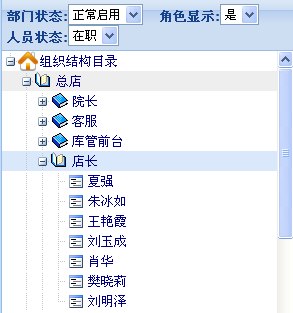 部门状态: 正常启用 角色显示: 是
人员状态: 在职
组织结构目录
总店
院长
客服
库管前台
店长
夏强
朱冰如
王艳霞
刘玉成
肖华
樊晓莉
刘明泽